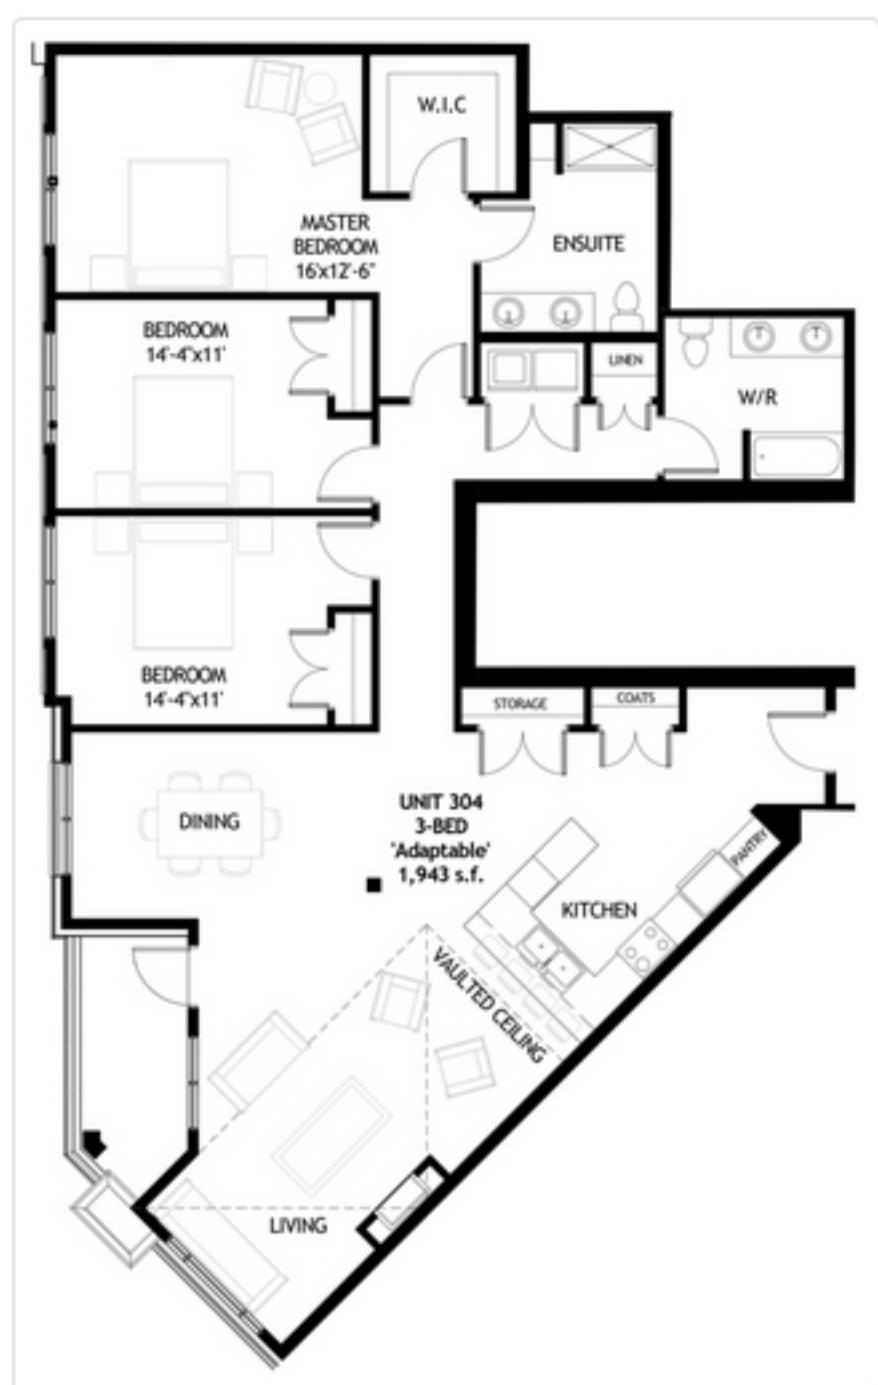 W.I.C
MASTER
BEDROOM
16'x12'-6"
ENSUITE
BEDROOM
14'-4"x11'
LINEN
W/R
BEDROOM
14'-4"x11'
STORAGE
COATS
UNIT 304
3-BED
'Adaptable'
1,943 s.f.
DINING
PANTRY
KITCHEN
VAULTED CEILING
LIVING